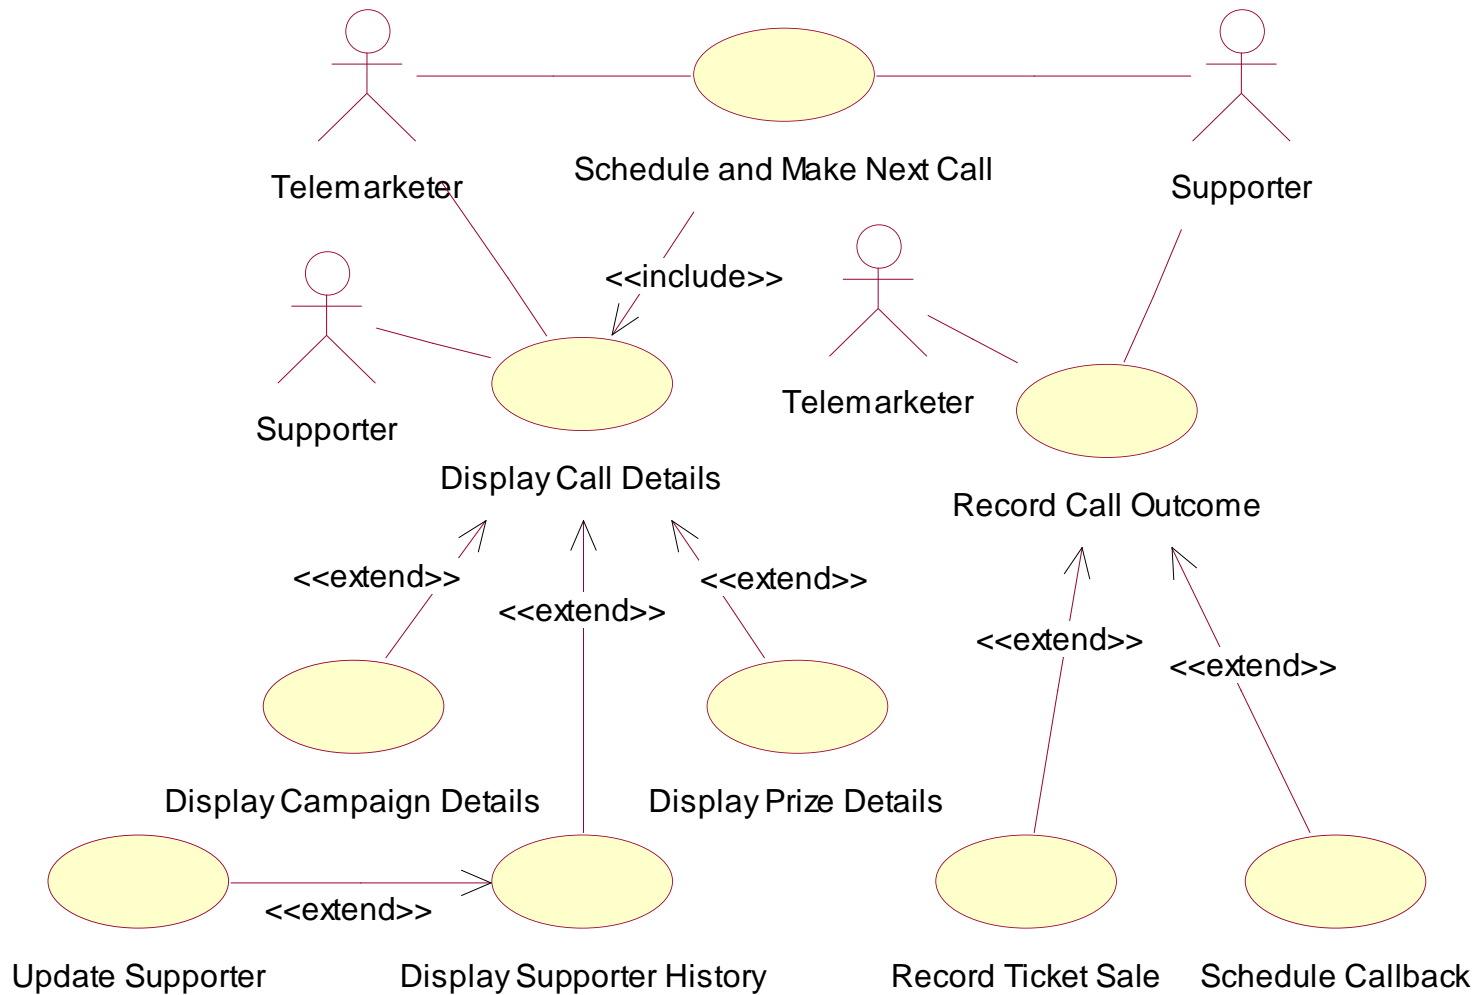 Schedule and Make Next Call
Telemarketer
Supporter
<<include>>
Telemarketer
Supporter
Display Call Details
Record Call Outcome
<<extend>>
<<extend>>
<<extend>>
<<extend>>
<<extend>>
Display Campaign Details
Display Prize Details
<<extend>>
Update Supporter
Display Supporter History
Record Ticket Sale
Schedule Callback